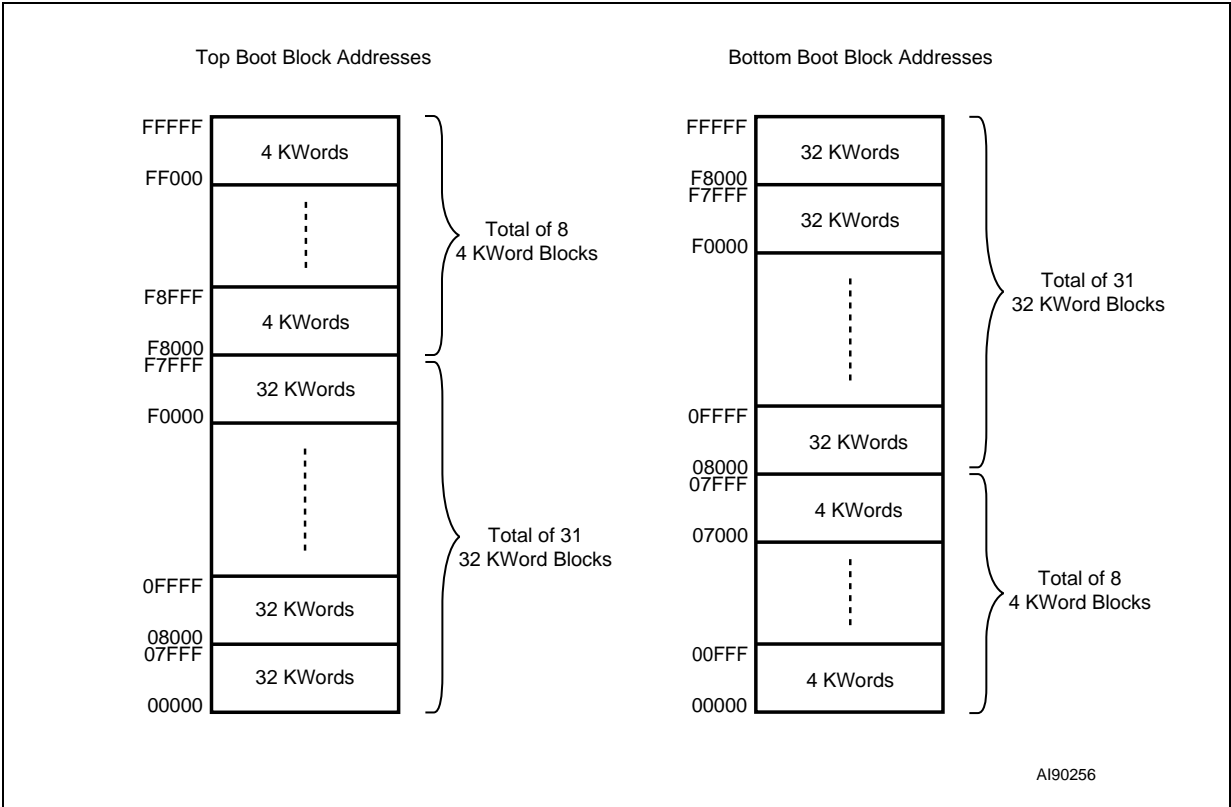 Top Boot Block Addresses
FFFFF
4 KWords
FF000
Total of 8
4 KWord Blocks
F8FFF
4 KWords
F8000
F7FFF
32 KWords
F0000
Total of 31
32 KWord Blocks
0FFFF
32 KWords
08000
07FFF
32 KWords
00000
Bottom Boot Block Addresses
FFFFF
32 KWords
F8000
F7FFF
32 KWords
F0000
Total of 31
32 KWord Blocks
0FFFF
32 KWords
08000
07FFF
4 KWords
07000
Total of 8
4 KWord Blocks
00FFF
4 KWords
00000
AI90256